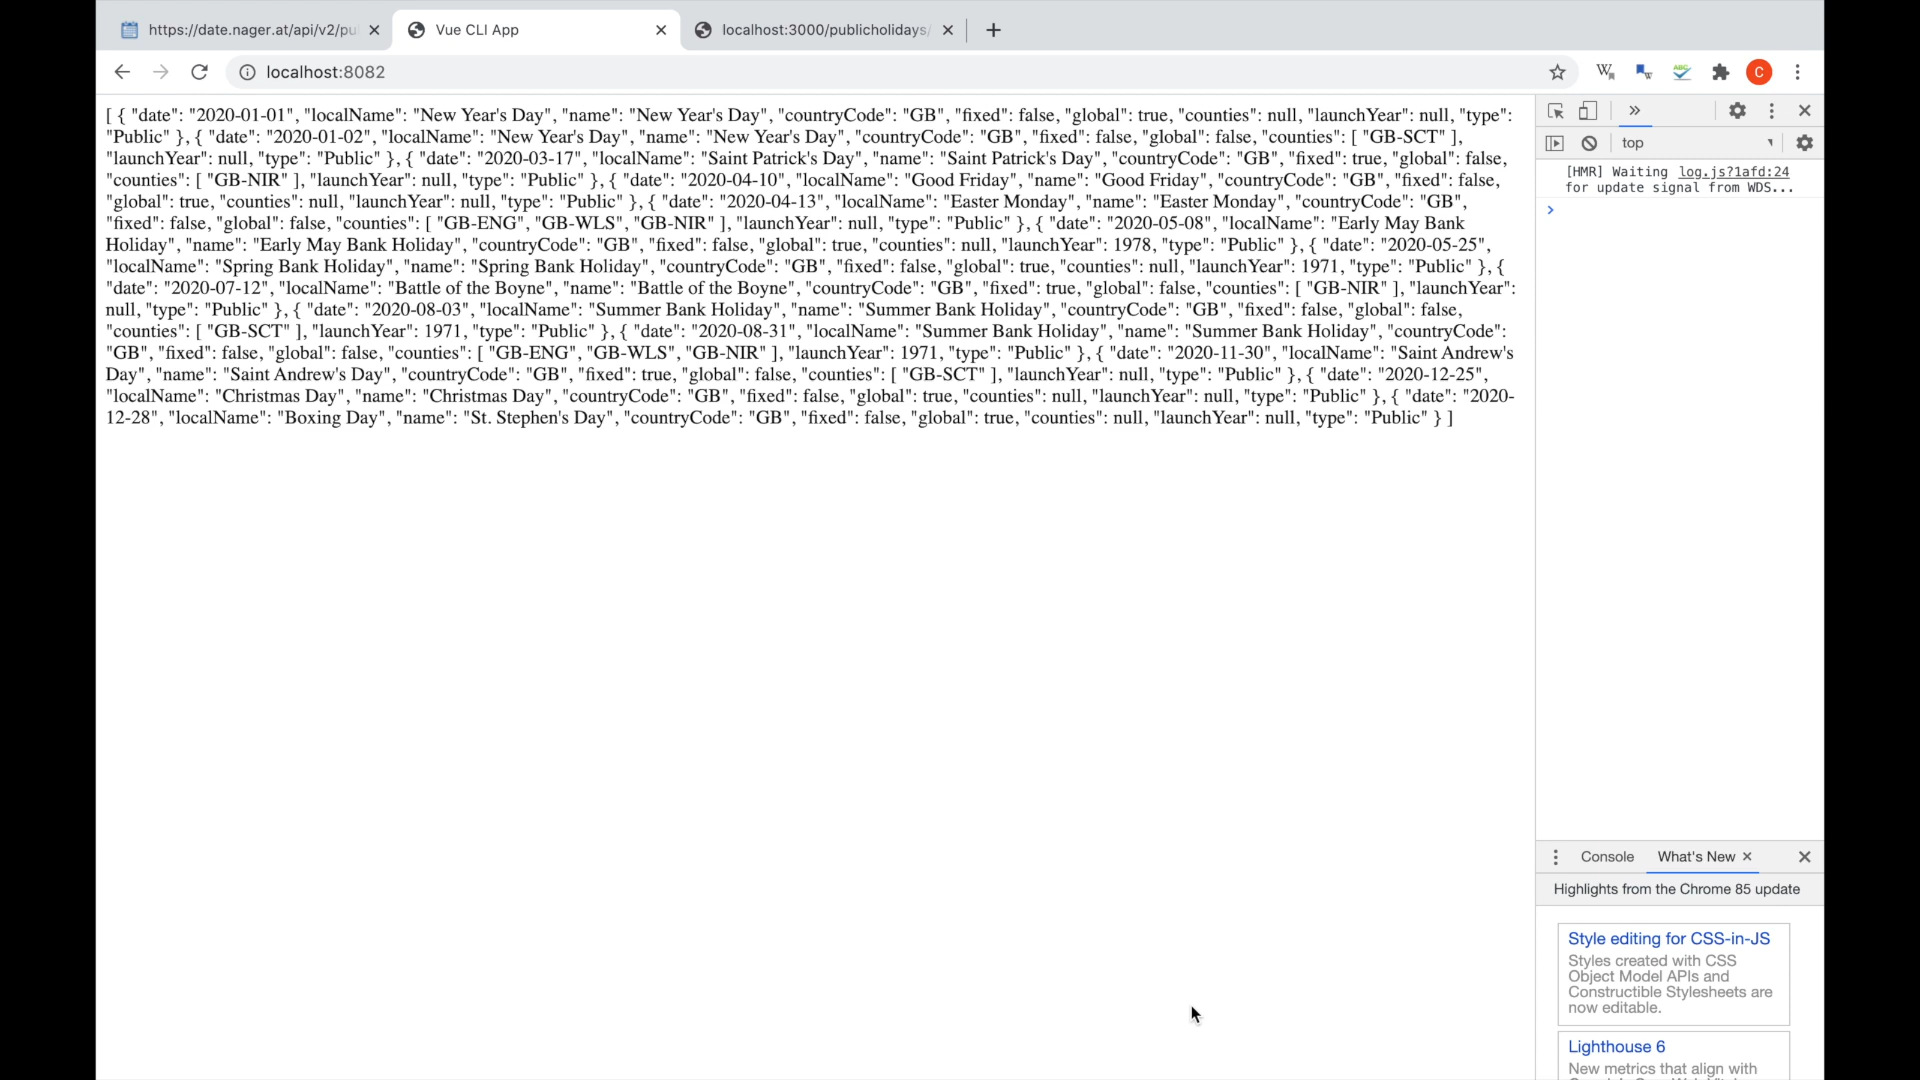 https://date.nager.at/api/v2/pu
Vue CLI App
localhost:3000/publicholidays/
localhost:8082
C
[ { "date": "2020-01-01", "localName": "New Year's Day", "name": "New Year's Day", "countryCode": "GB", "fixed": false, "global": true, "counties": null, "launchYear": null, "type":
"Public" }, { "date": "2020-01-02", "localName": "New Year's Day", "name": "New Year's Day", "countryCode": "GB", "fixed": false, "global": false, "counties": [ "GB-SCT" ],
"launchYear": null, "type": "Public" }, { "date": "2020-03-17", "localName": "Saint Patrick's Day", "name": "Saint Patrick's Day", "countryCode": "GB", "fixed": true, "global": false,
"counties": [ "GB-NIR" ], "launchYear": null, "type": "Public" }, { "date": "2020-04-10", "localName": "Good Friday", "name": "Good Friday", "countryCode": "GB", "fixed": false,
"global": true, "counties": null, "launchYear": null, "type": "Public" }, { "date": "2020-04-13", "localName": "Easter Monday", "name": "Easter Monday", "countryCode": "GB",
"fixed": false, "global": false, "counties": [ "GB-ENG", "GB-WLS", "GB-NIR" ], "launchYear": null, "type": "Public" }, { "date": "2020-05-08", "localName": "Early May Bank
Holiday", "name": "Early May Bank Holiday", "countryCode": "GB", "fixed": false, "global": true, "counties": null, "launchYear": 1978, "type": "Public" }, { "date": "2020-05-25",
"localName": "Spring Bank Holiday", "name": "Spring Bank Holiday", "countryCode": "GB", "fixed": false, "global": true, "counties": null, "launchYear": 1971, "type": "Public" }, {
"date": "2020-07-12", "localName": "Battle of the Boyne", "name": "Battle of the Boyne", "countryCode": "GB", "fixed": true, "global": false, "counties": [ "GB-NIR" ], "launchYear":
null, "type": "Public" }, { "date": "2020-08-03", "localName": "Summer Bank Holiday", "name": "Summer Bank Holiday", "countryCode": "GB", "fixed": false, "global": false,
"counties": [ "GB-SCT" ], "launchYear": 1971, "type": "Public" }, { "date": "2020-08-31", "localName": "Summer Bank Holiday", "name": "Summer Bank Holiday", "countryCode":
"GB", "fixed": false, "global": false, "counties": [ "GB-ENG", "GB-WLS", "GB-NIR" ], "launchYear": 1971, "type": "Public" }, { "date": "2020-11-30", "localName": "Saint Andrew's
Day", "name": "Saint Andrew's Day", "countryCode": "GB", "fixed": true, "global": false, "counties": [ "GB-SCT" ], "launchYear": null, "type": "Public" }, { "date": "2020-12-25",
"localName": "Christmas Day", "name": "Christmas Day", "countryCode": "GB", "fixed": false, "global": true, "counties": null, "launchYear": null, "type": "Public" }, { "date": "2020-
12-28", "localName": "Boxing Day", "name": "St. Stephen's Day", "countryCode": "GB", "fixed": false, "global": true, "counties": null, "launchYear": null, "type": "Public" } ]
top
[HMR] Waiting log.js?1afd:24
for update signal from WDS...
Console
What's New
Highlights from the Chrome 85 update
Style editing for CSS-in-JS
Styles created with CSS
Object Model APIs and
Constructible Stylesheets are
now editable.
Lighthouse 6
New metrics that align with